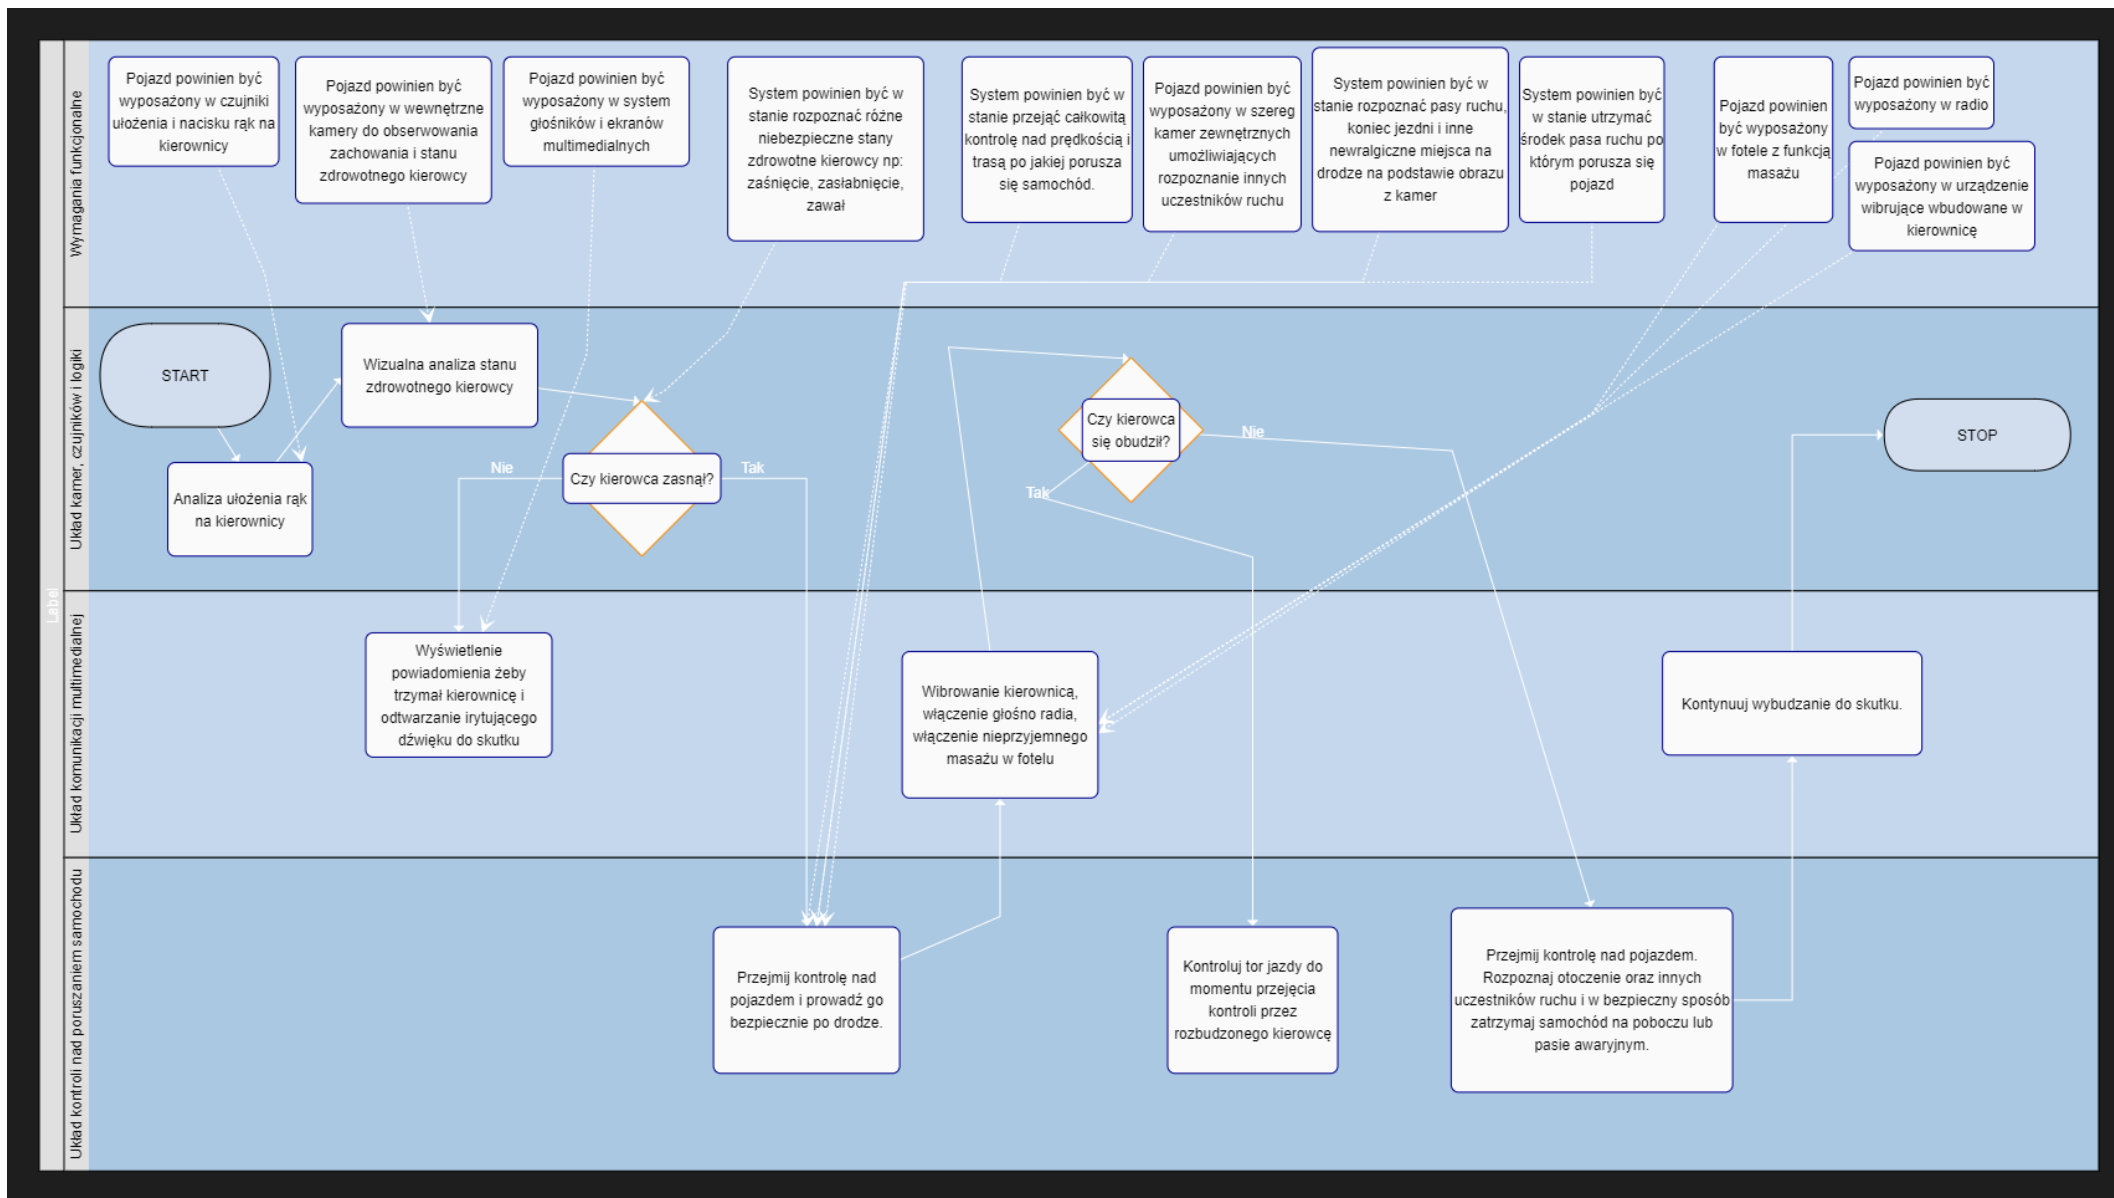 Label
Wymagania funkcjonalne
Pojazd powinien być
wyposażony w czujniki
ułożenia i nacisku rąk na
kierownicy
Pojazd powinien być
wyposażony w wewnętrzne
kamery do obserwowania
zachowania i stanu
zdrowotnego kierowcy
Pojazd powinien być
wyposażony w system
głośników i ekranów
multimedialnych
System powinien być w
stanie rozpoznać różne
niebezpieczne stany
zdrowotne kierowcy np:
zaśnięcie, zasłabnięcie,
zawał
System powinien być w
stanie przejąć całkowitą
kontrolę nad prędkością i
trasą po jakiej porusza
się samochód.
Pojazd powinien być
wyposażony w szereg
kamer zewnętrznych
umożliwiających
rozpoznanie innych
uczestników ruchu
System powinien być w
stanie rozpoznać pasy ruchu,
koniec jezdni i inne
newralgiczne miejsca na
drodze na podstawie obrazu
z kamer
System powinien być
w stanie utrzymać
środek pasa ruchu po
którym porusza się
pojazd
Pojazd powinien
być wyposażony
w fotele z funkcją
masażu
Pojazd powinien być
wyposażony w radio
Pojazd powinien być
wyposażony w urządzenie
wibrujące wbudowane w
kierownicę
Układ kamer, czujników i logiki
START
Analiza ułożenia rąk
na kierownicy
Wizualna analiza stanu
zdrowotnego kierowcy
Nie
Czy kierowca zasnął?
Tak
Czy kierowca
się obudził?
Nie
Tak
STOP
Układ komunikacji multimedialnej
Wyświetlenie
powiadomienia żeby
trzymał kierownicę i
odtwarzanie irytującego
dźwięku do skutku
Wibrowanie kierownicą,
włączenie głośno radia,
włączenie nieprzyjemnego
masażu w fotelu
Kontynuuj wybudzanie do skutku.
Układ kontroli nad poruszaniem samochodu
Przejmij kontrolę nad
pojazdem i prowadź go
bezpiecznie po drodze.
Kontroluj tor jazdy do
momentu przejęcia
kontroli przez
rozbudzonego kierowcę
Przejmij kontrolę nad pojazdem.
Rozpoznaj otoczenie oraz innych
uczestników ruchu i w bezpieczny sposób
zatrzymaj samochód na poboczu lub
pasie awaryjnym.